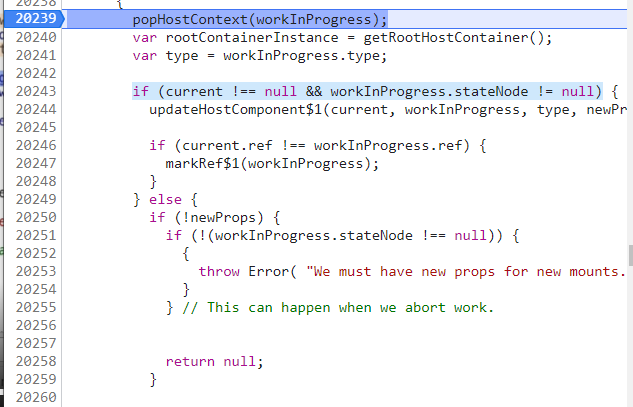 20238 {
20239 popHostContext(workInProgress);
20240 var rootContainerInstance = getRootHostContainer();
20241 var type = workInProgress.type;
20242
20243 if (current !== null && workInProgress.stateNode != null) {
20244 updateHostComponent$1(current, workInProgress, type, newPr
20245
20246 if (current.ref !== workInProgress.ref) {
20247 markRef$1(workInProgress);
20248 }
20249 } else {
20250 if (!newProps) {
20251 if (!(workInProgress.stateNode !== null)) {
20252 {
20253 throw Error( "We must have new props for new mounts.
20254 }
20255 } // This can happen when we abort work.
20256
20257
20258 return null;
20259 }
20260